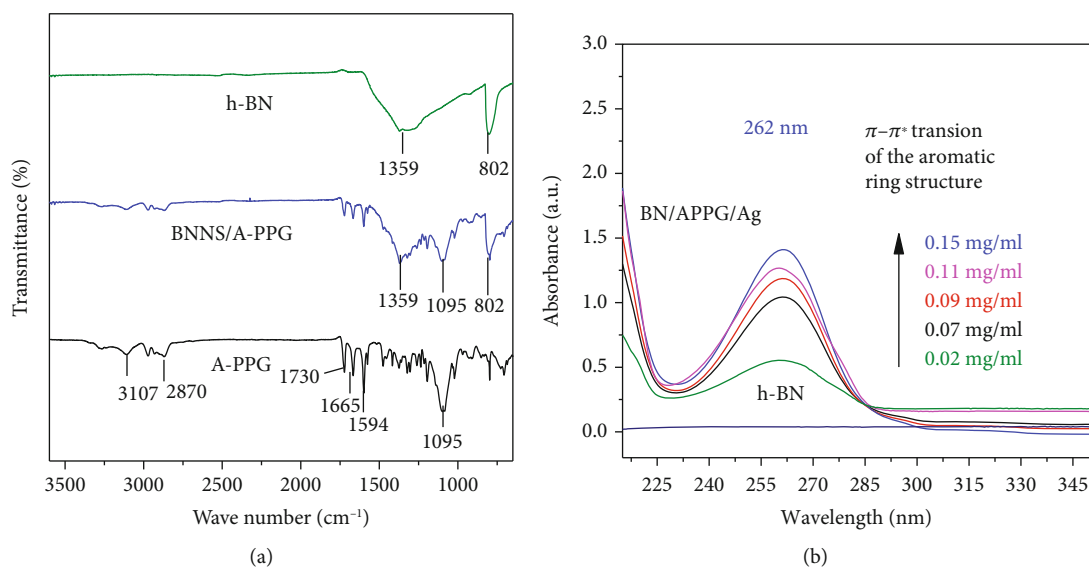 Transmittance (%)
h-BN
1359
802
BNNS/A-PPG
1359
1095
802
A-PPG
3107
2870
1730
1665
1594
1095
3500
3000
2500
2000
1500
1000
Wave number (cm⁻¹)
(a)
Absorbance (a.u.)
3.0
2.5
2.0
1.5
1.0
0.5
0.0
262 nm
π–π* transion
of the aromatic
ring structure
BN/APPG/Ag
0.15 mg/ml
0.11 mg/ml
0.09 mg/ml
0.07 mg/ml
0.02 mg/ml
h-BN
225
240
255
270
285
300
315
330
345
Wavelength (nm)
(b)